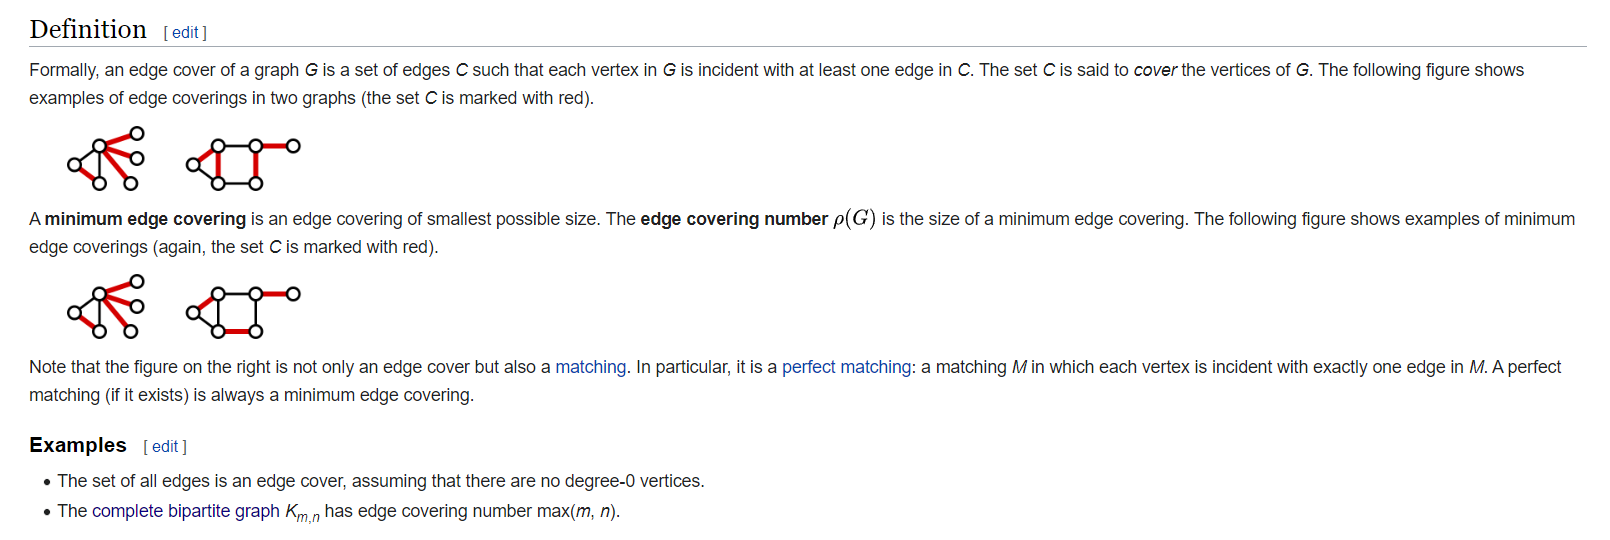 Definition [ edit ]
Formally, an edge cover of a graph G is a set of edges C such that each vertex in G is incident with at least one edge in C. The set C is said to cover the vertices of G. The following figure shows
examples of edge coverings in two graphs (the set C is marked with red).
A minimum edge covering is an edge covering of smallest possible size. The edge covering number ρ(G) is the size of a minimum edge covering. The following figure shows examples of minimum
edge coverings (again, the set C is marked with red).
Note that the figure on the right is not only an edge cover but also a matching. In particular, it is a perfect matching: a matching M in which each vertex is incident with exactly one edge in M. A perfect
matching (if it exists) is always a minimum edge covering.
Examples [ edit ]
• The set of all edges is an edge cover, assuming that there are no degree-0 vertices.
• The complete bipartite graph Km,n has edge covering number max(m, n).